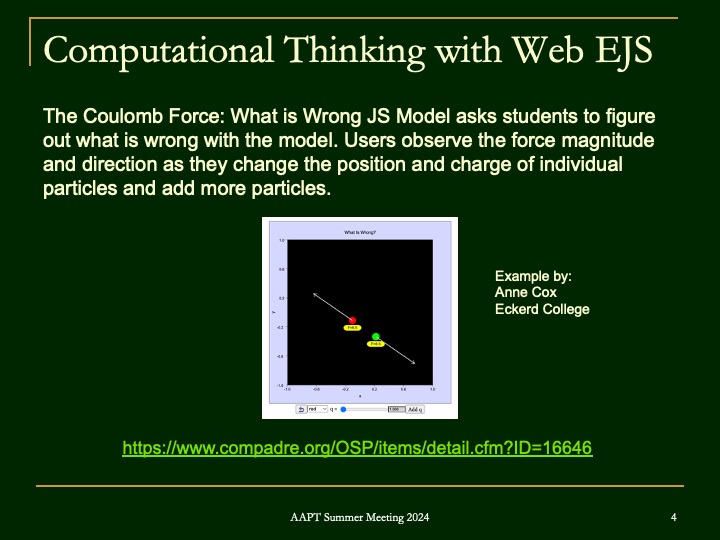 Computational Thinking with Web EJS
The Coulomb Force: What is Wrong JS Model asks students to figure
out what is wrong with the model. Users observe the force magnitude
and direction as they change the position and charge of individual
particles and add more particles.
What Is Wrong?
1.0
0.6
0.2
-0.2
-0.6
-1.0
y
-1.0 -0.6 -0.2 0.2 0.6 1.0
x
red q = 1.000 Add q
Example by:
Anne Cox
Eckerd College
https://www.compadre.org/OSP/items/detail.cfm?ID=16646
AAPT Summer Meeting 2024
4